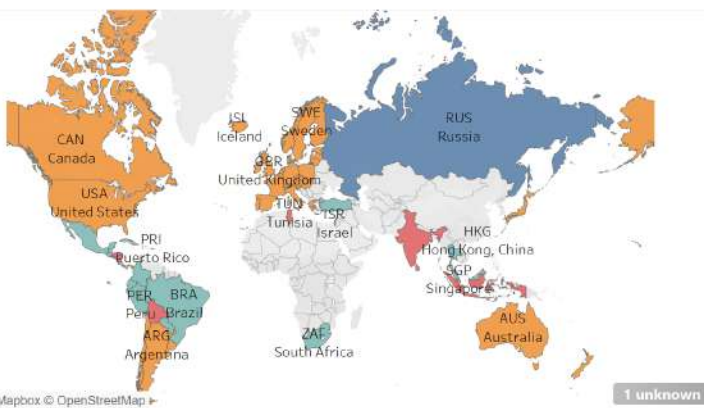 CAN
Canada
USA
United States
PRI
Puerto Rico
PER
Peru
BRA
Brazil
ARG
Argentina
ISL
Iceland
SWE
Sweden
GBR
United Kingdom
TUN
Tunisia
ISR
Israel
ZAF
South Africa
RUS
Russia
HKG
Hong Kong, China
SGP
Singapore
AUS
Australia
Mapbox © OpenStreetMap
1 unknown